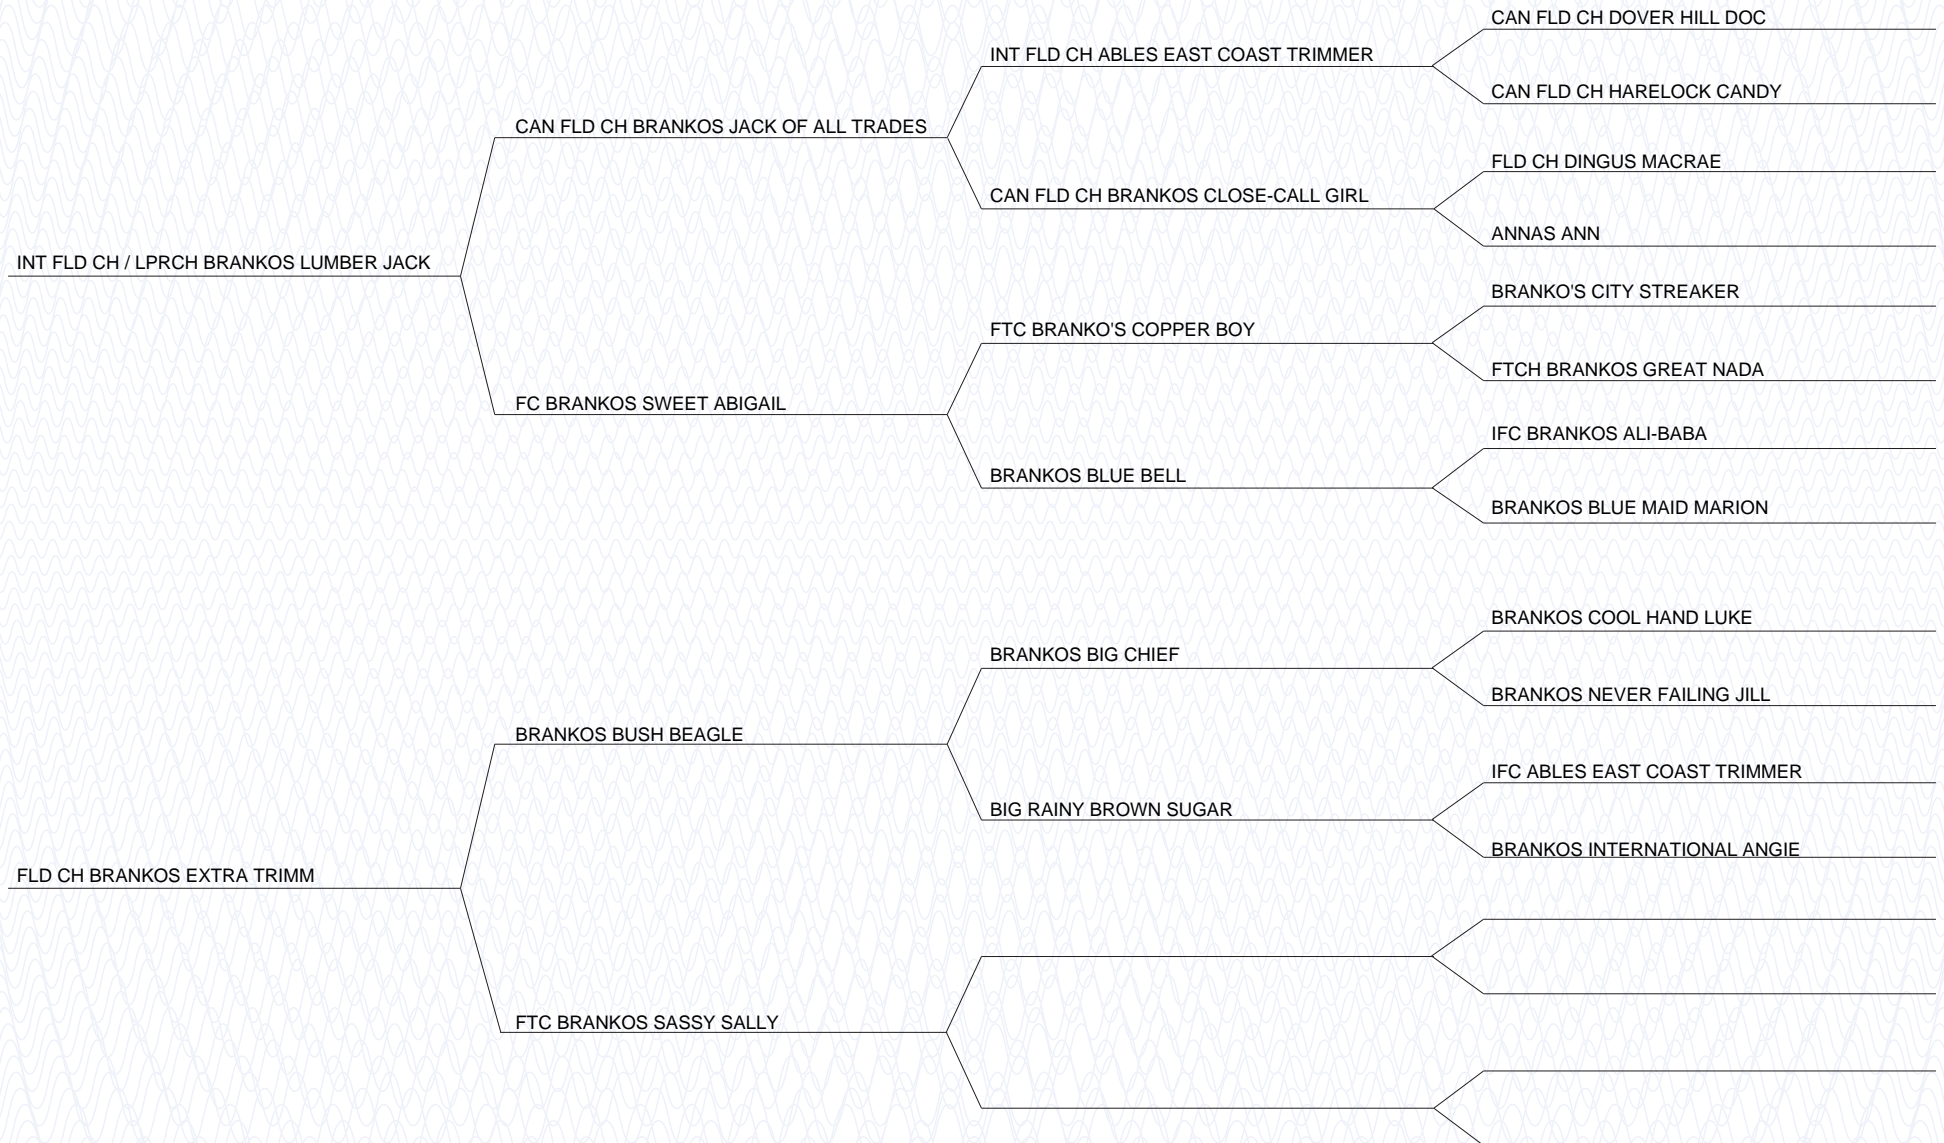 CAN FLD CH DOVER HILL DOC
INT FLD CH ABLES EAST COAST TRIMMER
CAN FLD CH HARELOCK CANDY
CAN FLD CH BRANKOS JACK OF ALL TRADES
FLD CH DINGUS MACRAE
CAN FLD CH BRANKOS CLOSE-CALL GIRL
ANNAS ANN
INT FLD CH / LPRCH BRANKOS LUMBER JACK
BRANKO'S CITY STREAKER
FTC BRANKO'S COPPER BOY
FTCH BRANKOS GREAT NADA
FC BRANKOS SWEET ABIGAIL
IFC BRANKOS ALI-BABA
BRANKOS BLUE BELL
BRANKOS BLUE MAID MARION
BRANKOS COOL HAND LUKE
BRANKOS BIG CHIEF
BRANKOS NEVER FAILING JILL
BRANKOS BUSH BEAGLE
IFC ABLES EAST COAST TRIMMER
BIG RAINY BROWN SUGAR
BRANKOS INTERNATIONAL ANGIE
FLD CH BRANKOS EXTRA TRIMM
FTC BRANKOS SASSY SALLY